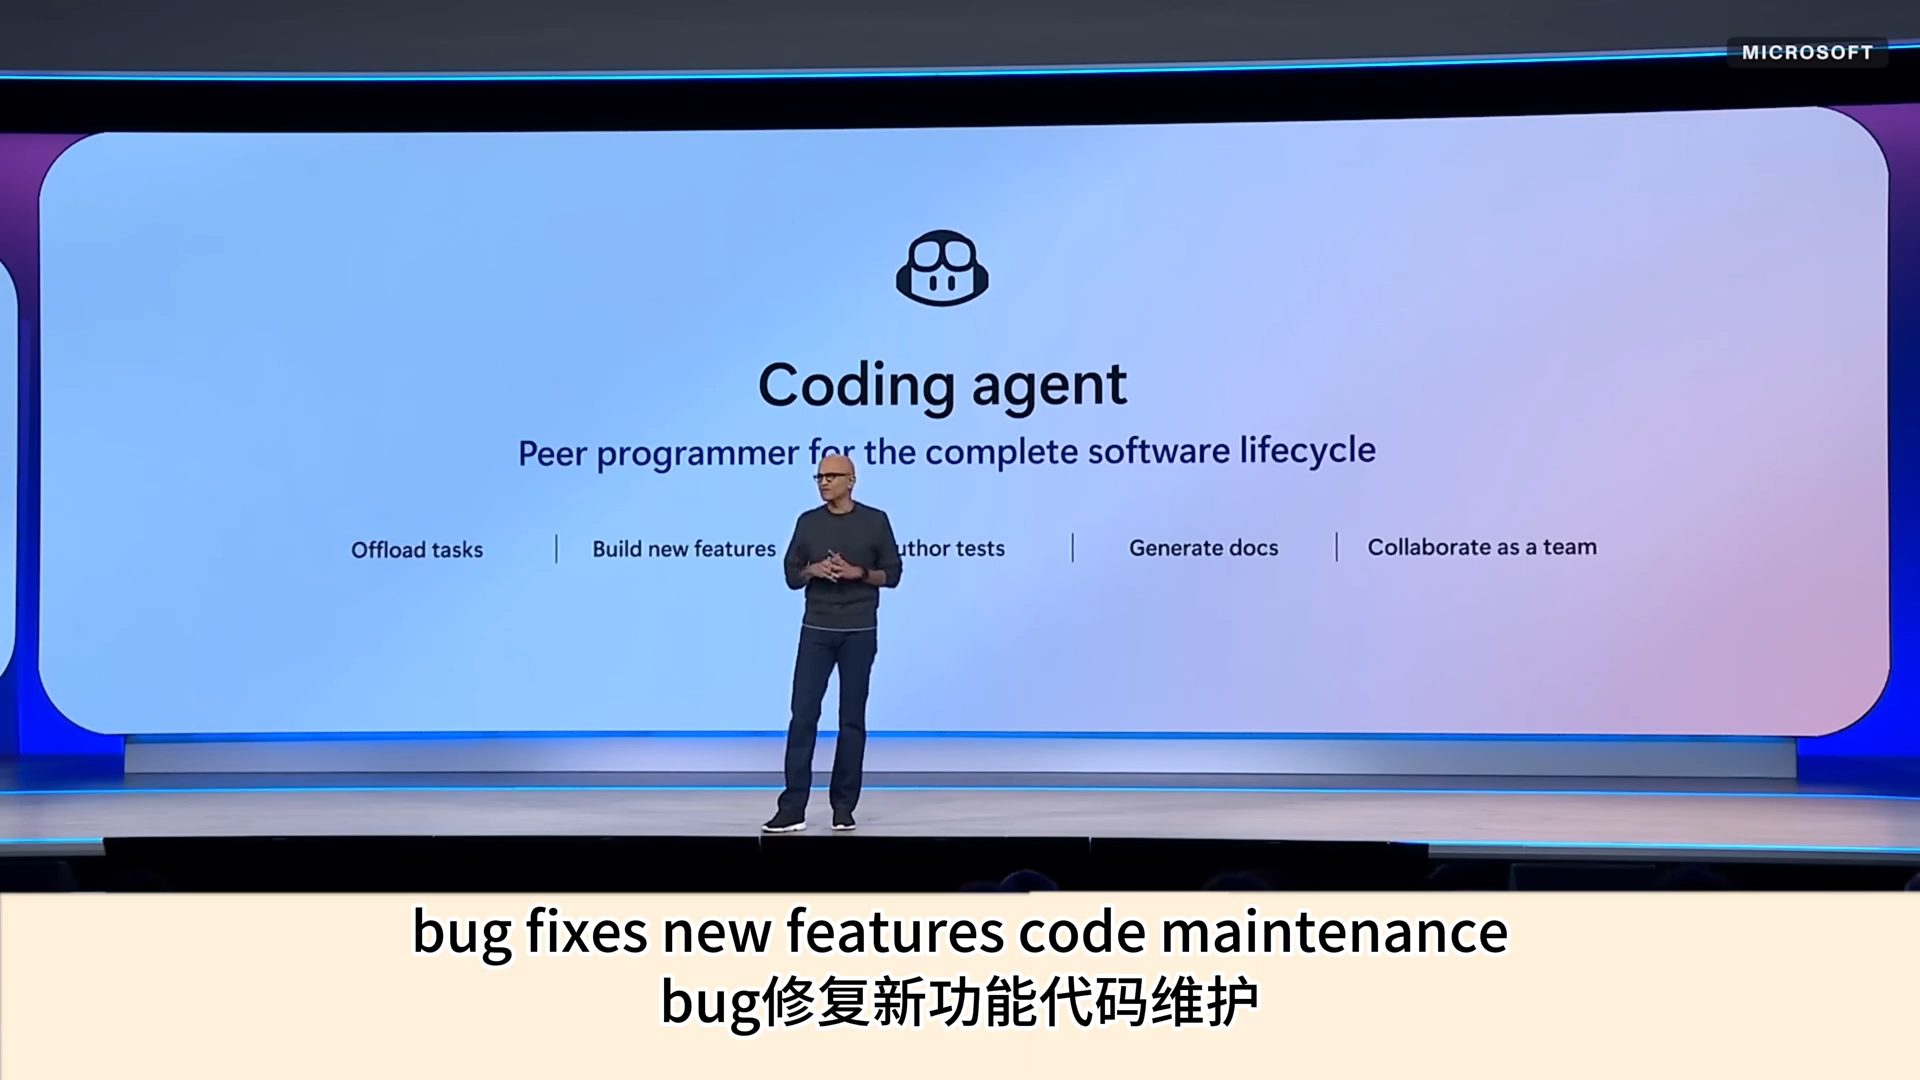 MICROSOFT
Coding agent
Peer programmer for the complete software lifecycle
Offload tasks | Build new features | tests | Generate docs | Collaborate as a team
bug fixes new features code maintenance
bug修复新功能代码维护